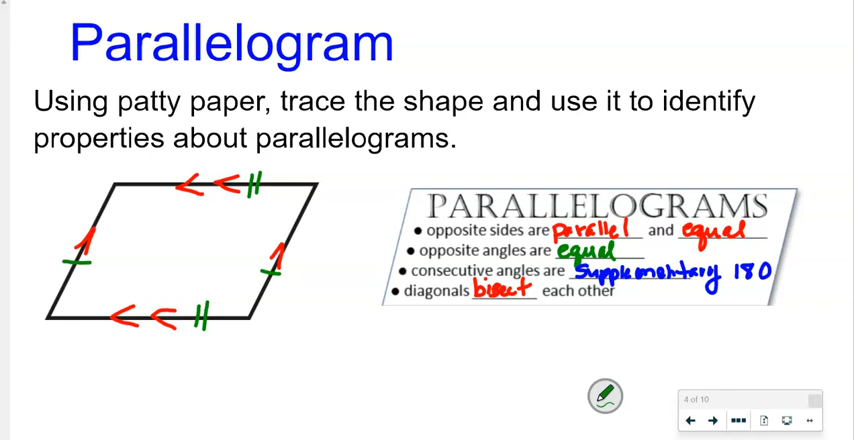 Parallelogram
Using patty paper, trace the shape and use it to identify
properties about parallelograms.
PARALLELOGRAMS
• opposite sides are parallel and equal
• opposite angles are equal
• consecutive angles are supplementary 180
• diagonals bisect each other
4 of 10